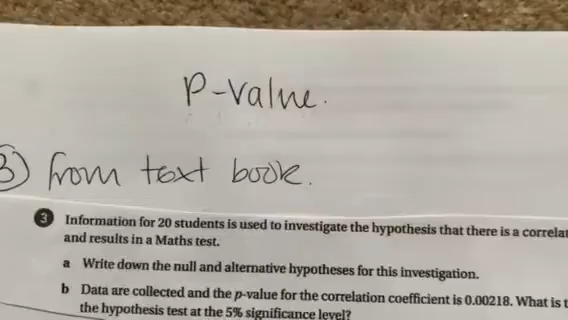 P-value.
3) from text book.
3 Information for 20 students is used to investigate the hypothesis that there is a
and results in a Maths test.
a Write down the null and alternative hypotheses for this investigation.
b Data are collected and the p-value for the correlation coefficient is 0.00218. What is
the hypothesis test at the 5% significance level?